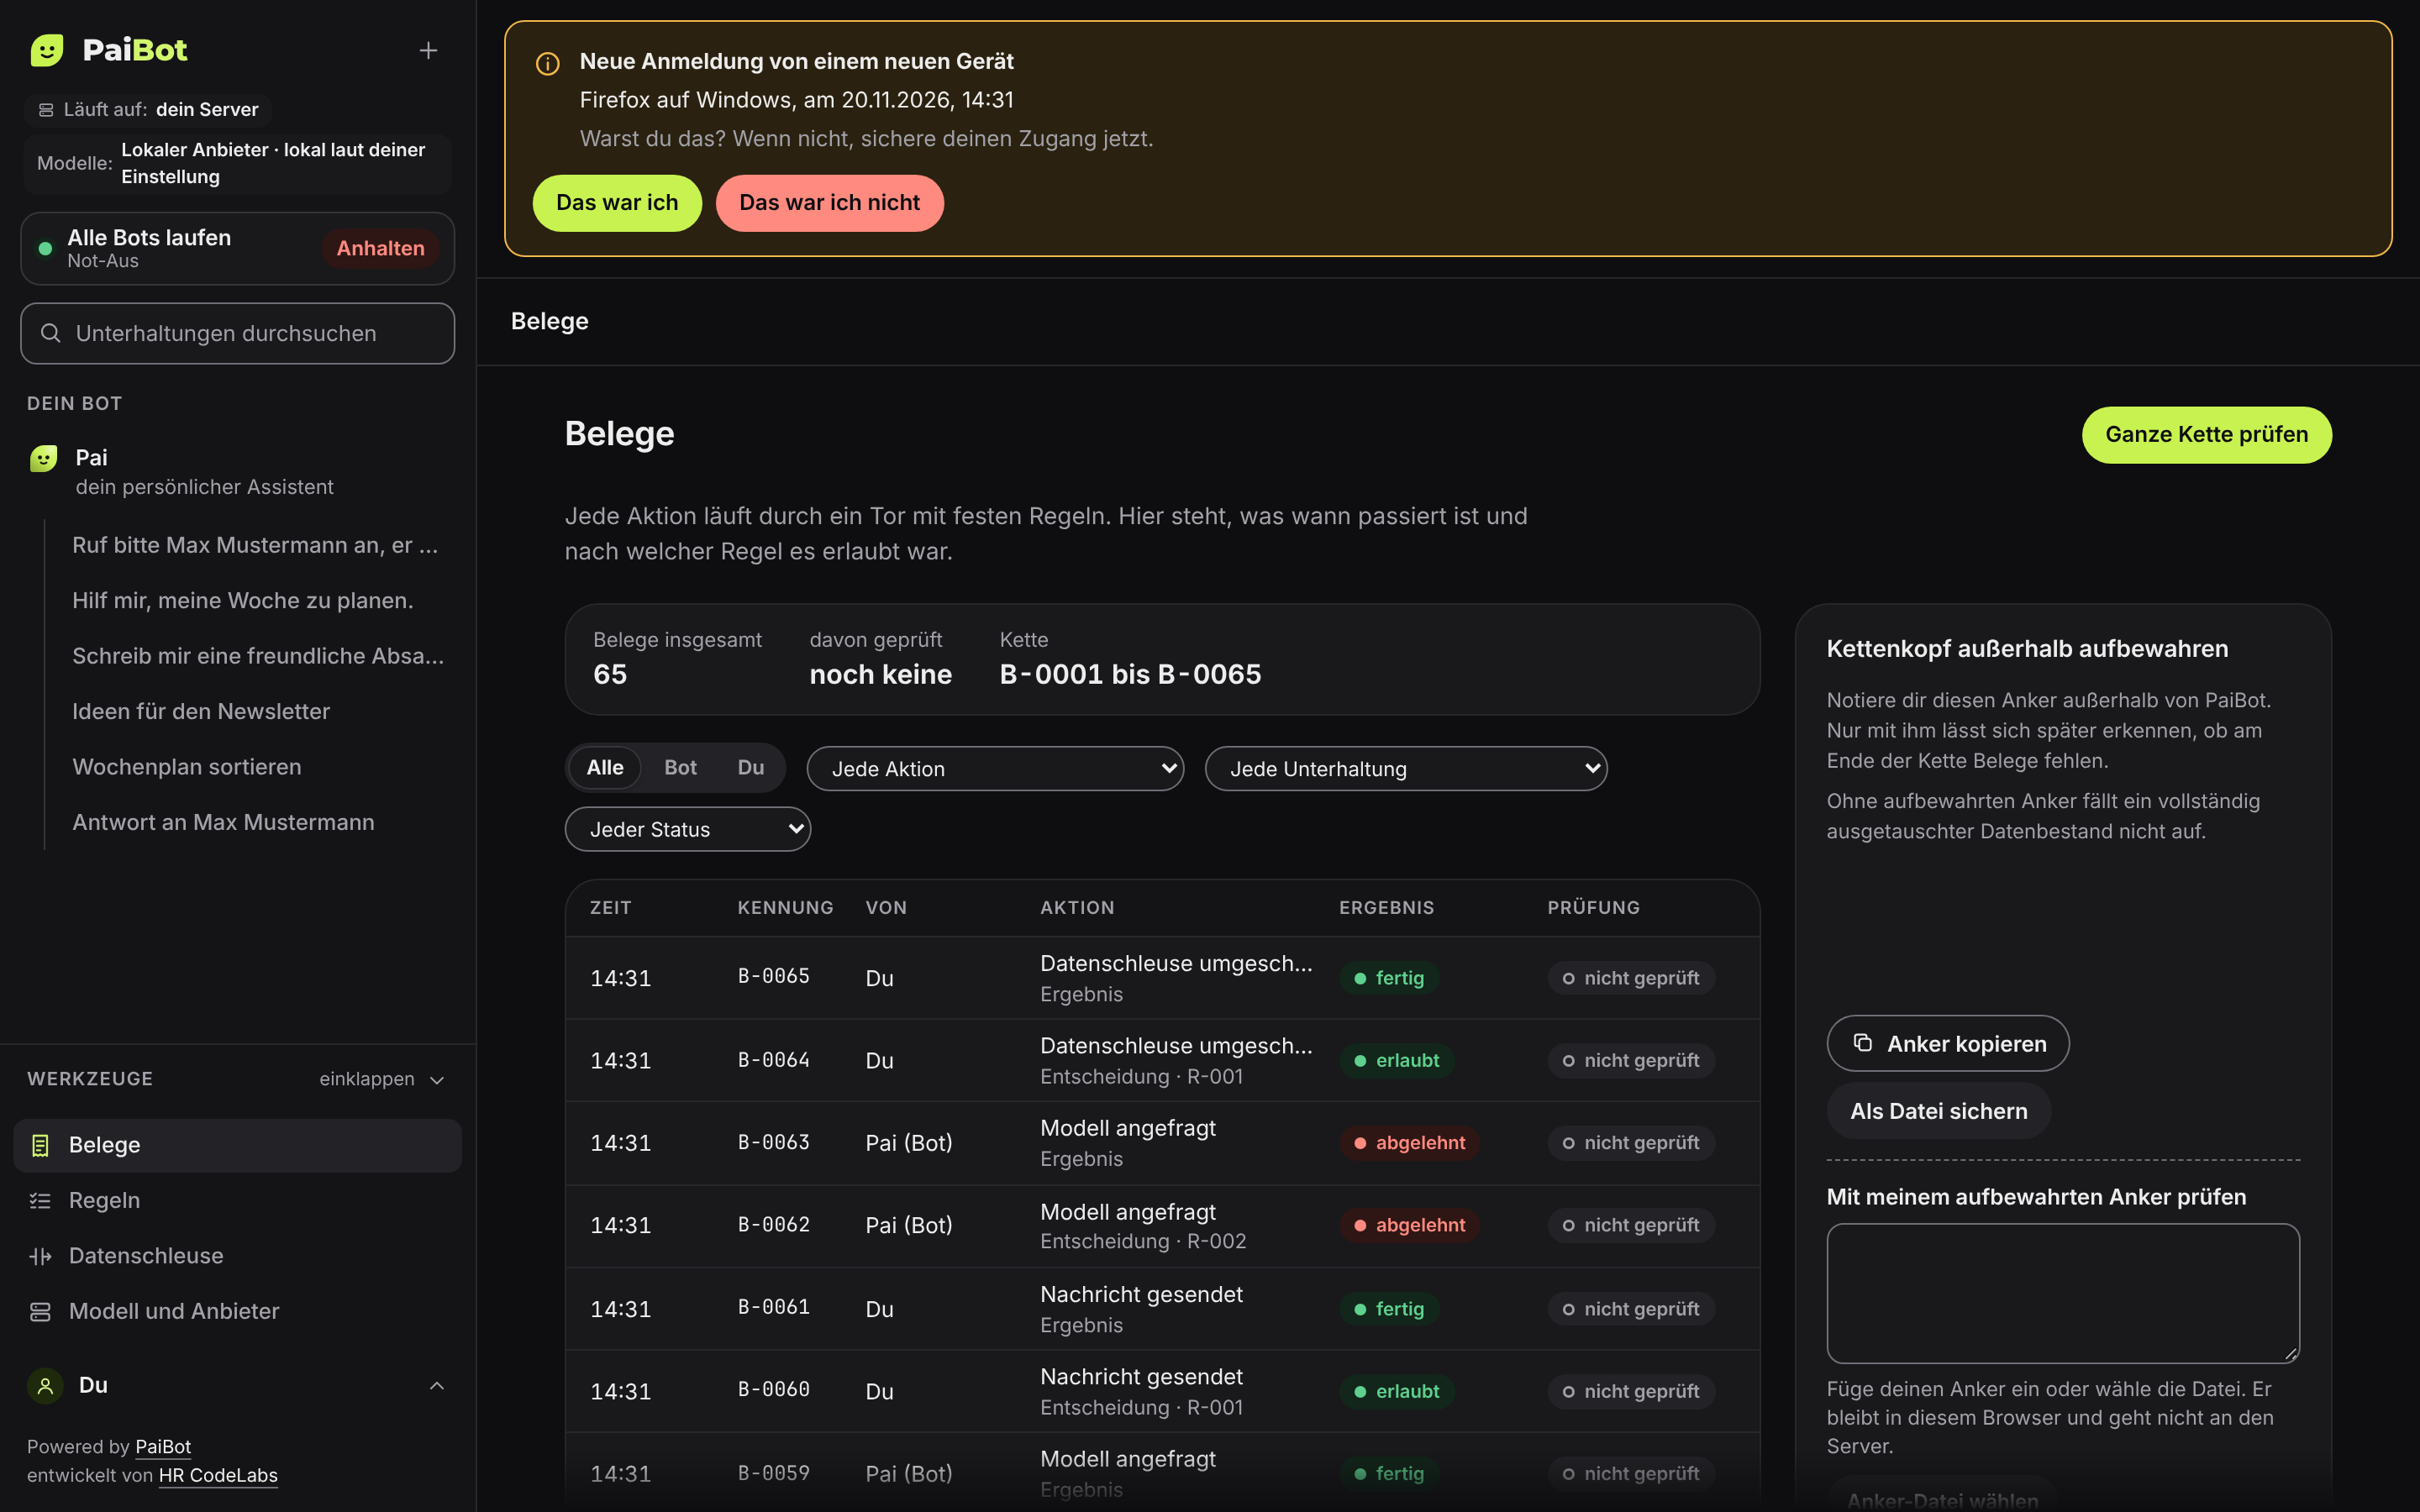 PaiBot
Läuft auf: dein Server
Modelle: Lokaler Anbieter · lokal laut deiner
Einstellung
Alle Bots laufen
Not-Aus
Anhalten
Unterhaltungen durchsuchen
DEIN BOT
Pai
dein persönlicher Assistent
Ruf bitte Max Mustermann an, er ...
Hilf mir, meine Woche zu planen.
Schreib mir eine freundliche Absa...
Ideen für den Newsletter
Wochenplan sortieren
Antwort an Max Mustermann
WERKZEUGE einklappen
Belege
Regeln
Datenschleuse
Modell und Anbieter
Du
Powered by PaiBot
entwickelt von HR CodeLabs
Neue Anmeldung von einem neuen Gerät
Firefox auf Windows, am 20.11.2026, 14:31
Warst du das? Wenn nicht, sichere deinen Zugang jetzt.
Das war ich Das war ich nicht
Belege
Belege
Ganze Kette prüfen
Jede Aktion läuft durch ein Tor mit festen Regeln. Hier steht, was wann passiert ist und
nach welcher Regel es erlaubt war.
Belege insgesamt davon geprüft Kette
65 noch keine B-0001 bis B-0065
Alle Bot Du Jede Aktion Jede Unterhaltung
Jeder Status
ZEIT KENNUNG VON AKTION ERGEBNIS PRÜFUNG
14:31 B-0065 Du Datenschleuse umgesch... fertig nicht geprüft
Ergebnis
14:31 B-0064 Du Datenschleuse umgesch... erlaubt nicht geprüft
Entscheidung · R-001
14:31 B-0063 Pai (Bot) Modell angefragt abgelehnt nicht geprüft
Ergebnis
14:31 B-0062 Pai (Bot) Modell angefragt abgelehnt nicht geprüft
Entscheidung · R-002
14:31 B-0061 Du Nachricht gesendet fertig nicht geprüft
Ergebnis
14:31 B-0060 Du Nachricht gesendet erlaubt nicht geprüft
Entscheidung · R-001
14:31 B-0059 Pai (Bot) Modell angefragt fertig nicht geprüft
Ergebnis
Kettenkopf außerhalb aufbewahren
Notiere dir diesen Anker außerhalb von PaiBot.
Nur mit ihm lässt sich später erkennen, ob am
Ende der Kette Belege fehlen.
Ohne aufbewahrten Anker fällt ein vollständig
ausgetauschter Datenbestand nicht auf.
Anker kopieren
Als Datei sichern
Mit meinem aufbewahrten Anker prüfen
Füge deinen Anker ein oder wähle die Datei. Er
bleibt in diesem Browser und geht nicht an den
Server.
Anker-Datei wählen